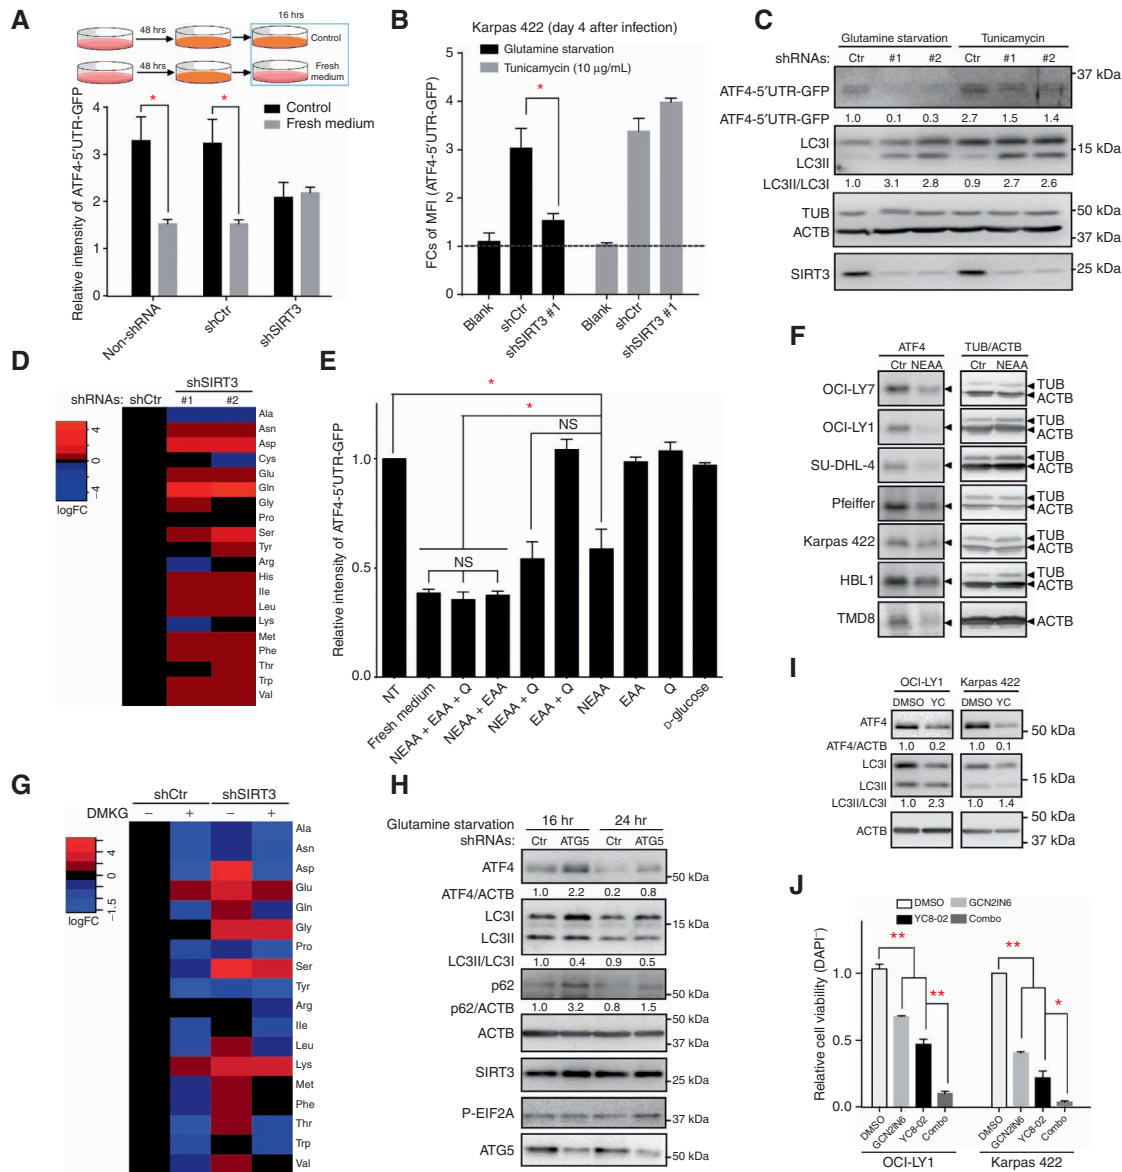 A
48 hrs
16 hrs
Control
48 hrs
Fresh
medium
Relative intensity of ATF4-5′UTR-GFP
4
3
2
1
0
Control
Fresh medium
*
*
Non-shRNA
shCtr
shSIRT3
B
Karpas 422 (day 4 after infection)
FCs of MFI (ATF4-5′UTR-GFP)
5
4
3
2
1
0
Glutamine starvation
Tunicamycin (10 μg/mL)
*
Blank
shCtr
shSIRT3 #1
Blank
shCtr
shSIRT3 #1
C
Glutamine starvation Tunicamycin
shRNAs: Ctr #1 #2 Ctr #1 #2
37 kDa
ATF4-5′UTR-GFP
ATF4-5′UTR-GFP 1.0 0.1 0.3 2.7 1.5 1.4
LC3I
15 kDa
LC3II
LC3II/LC3I 1.0 3.1 2.8 0.9 2.7 2.6
TUB
50 kDa
ACTB
37 kDa
SIRT3
25 kDa
D
shSIRT3
shRNAs: shCtr #1 #2
4
0
−4
logFC
Ala
Asn
Asp
Cys
Glu
Gln
Gly
Pro
Ser
Tyr
Arg
His
Ile
Leu
Lys
Met
Phe
Thr
Trp
Val
E
Relative intensity of ATF4-5′UTR-GFP
1.0
0.5
0.0
*
*
NS
NS
NT
Fresh medium
NEAA + EAA + Q
NEAA + EAA
NEAA + Q
EAA + Q
NEAA
EAA
Q
D-glucose
F
ATF4 TUB/ACTB
Ctr NEAA Ctr NEAA
OCI-LY7 TUB
ACTB
OCI-LY1 TUB
ACTB
SU-DHL-4 TUB
ACTB
Pfeiffer TUB
ACTB
Karpas 422 TUB
ACTB
HBL1 TUB
ACTB
TMD8 ACTB
G
shCtr shSIRT3
DMKG − + − +
4
0
−1.5
logFC
Ala
Asn
Asp
Glu
Gln
Gly
Pro
Ser
Tyr
Arg
Ile
Leu
Lys
Met
Phe
Thr
Trp
Val
H
Glutamine starvation 16 hr 24 hr
shRNAs: Ctr ATG5 Ctr ATG5
ATF4
50 kDa
ATF4/ACTB 1.0 2.2 0.2 0.8
LC3I
15 kDa
LC3II
LC3II/LC3I 1.0 0.4 0.9 0.5
p62
50 kDa
p62/ACTB 1.0 3.2 0.8 1.5
50 kDa
ACTB
37 kDa
SIRT3
25 kDa
P-EIF2A
37 kDa
ATG5
50 kDa
I
OCI-LY1 Karpas 422
DMSO YC DMSO YC
ATF4
50 kDa
ATF4/ACTB 1.0 0.2 1.0 0.1
LC3I
15 kDa
LC3II
LC3II/LC3I 1.0 2.3 1.0 1.4
50 kDa
ACTB
37 kDa
J
DMSO GCN2IN6
YC8-02 Combo
Relative cell viability (DAPI⁻)
1.0
0.5
0.0
**
**
**
*
DMSO
GCN2IN6
YC8-02
Combo
DMSO
GCN2IN6
YC8-02
Combo
OCI-LY1 Karpas 422